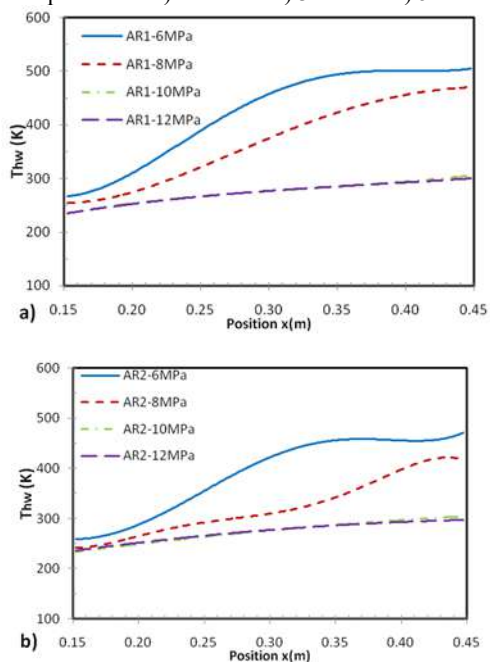 600
500
400
300
200
100
Thw (K)
AR1-6MPa
AR1-8MPa
AR1-10MPa
AR1-12MPa
0.15 0.20 0.25 0.30 0.35 0.40 0.45
a) Position x(m)
600
500
400
300
200
100
Thw (K)
AR2-6MPa
AR2-8MPa
AR2-10MPa
AR2-12MPa
0.15 0.20 0.25 0.30 0.35 0.40 0.45
b) Position x(m)